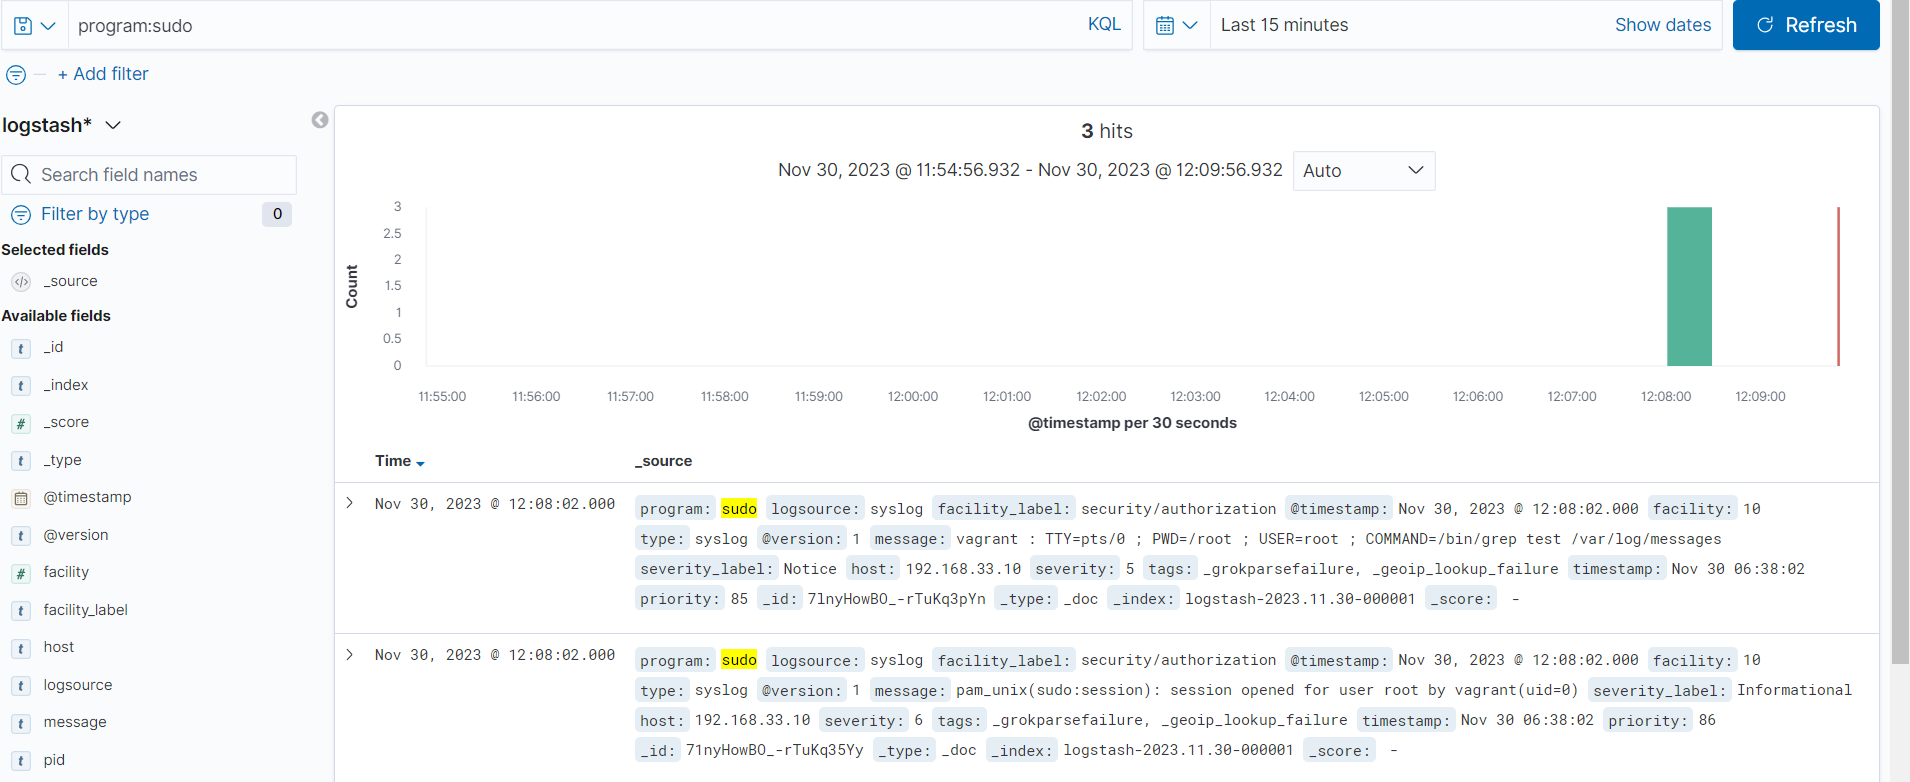 program:sudo KQL Last 15 minutes Show dates Refresh
+ Add filter
logstash*
Search field names
Filter by type 0
Selected fields
_source
Available fields
_id
_index
_score
_type
@timestamp
@version
facility
facility_label
host
logsource
message
pid
3 hits
Nov 30, 2023 @ 11:54:56.932 - Nov 30, 2023 @ 12:09:56.932 Auto
Count
3
2.5
2
1.5
1
0.5
0
11:55:00 11:56:00 11:57:00 11:58:00 11:59:00 12:00:00 12:01:00 12:02:00 12:03:00 12:04:00 12:05:00 12:06:00 12:07:00 12:08:00 12:09:00
@timestamp per 30 seconds
Time _source
Nov 30, 2023 @ 12:08:02.000 program: sudo logsource: syslog facility_label: security/authorization @timestamp: Nov 30, 2023 @ 12:08:02.000 facility: 10
type: syslog @version: 1 message: vagrant : TTY=pts/0 ; PWD=/root ; USER=root ; COMMAND=/bin/grep test /var/log/messages
severity_label: Notice host: 192.168.33.10 severity: 5 tags: _grokparsefailure, _geoip_lookup_failure timestamp: Nov 30 06:38:02
priority: 85 _id: 7lnyHowBO_-rTuKq3pYn _type: _doc _index: logstash-2023.11.30-000001 _score: -
Nov 30, 2023 @ 12:08:02.000 program: sudo logsource: syslog facility_label: security/authorization @timestamp: Nov 30, 2023 @ 12:08:02.000 facility: 10
type: syslog @version: 1 message: pam_unix(sudo:session): session opened for user root by vagrant(uid=0) severity_label: Informational
host: 192.168.33.10 severity: 6 tags: _grokparsefailure, _geoip_lookup_failure timestamp: Nov 30 06:38:02 priority: 86
_id: 71nyHowBO_-rTuKq35Yy _type: _doc _index: logstash-2023.11.30-000001 _score: -